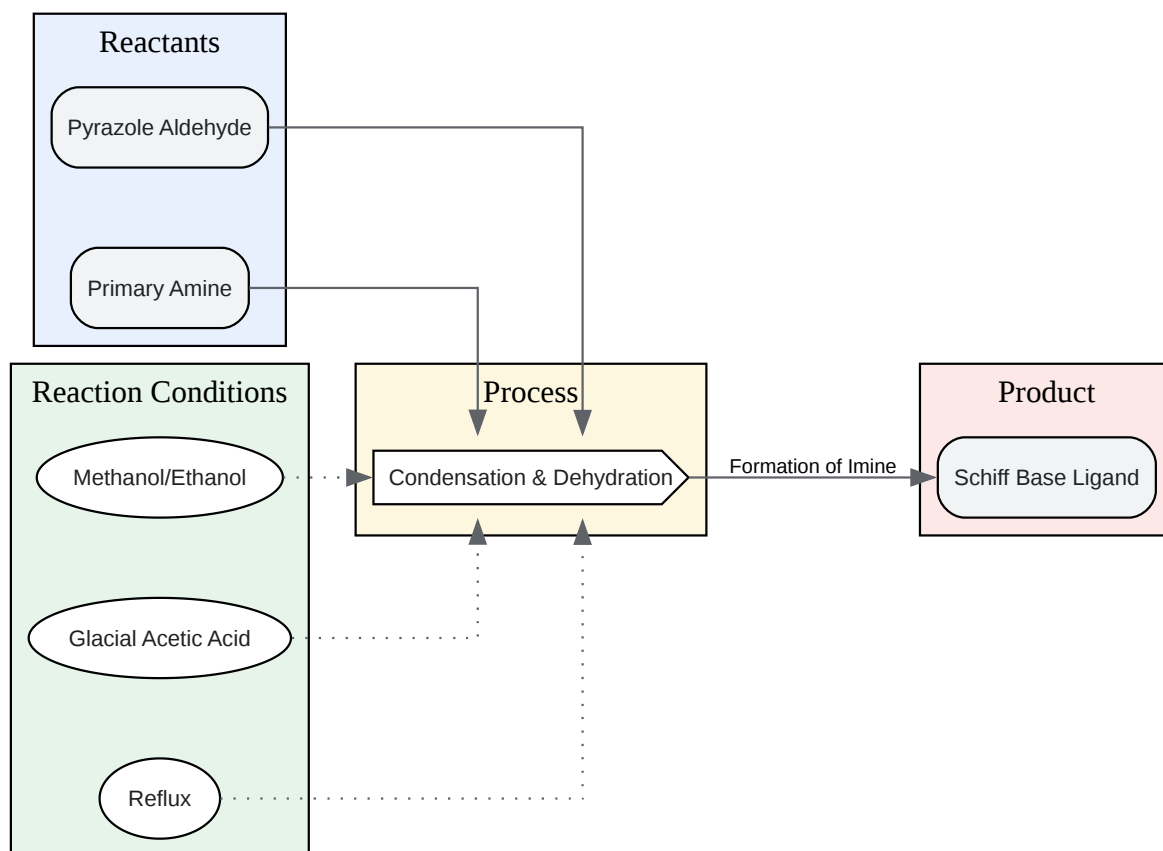 Reactants
Pyrazole Aldehyde
Primary Amine
Reaction Conditions
Methanol/Ethanol
Glacial Acetic Acid
Reflux
Process
Condensation & Dehydration
Formation of Imine
Product
Schiff Base Ligand